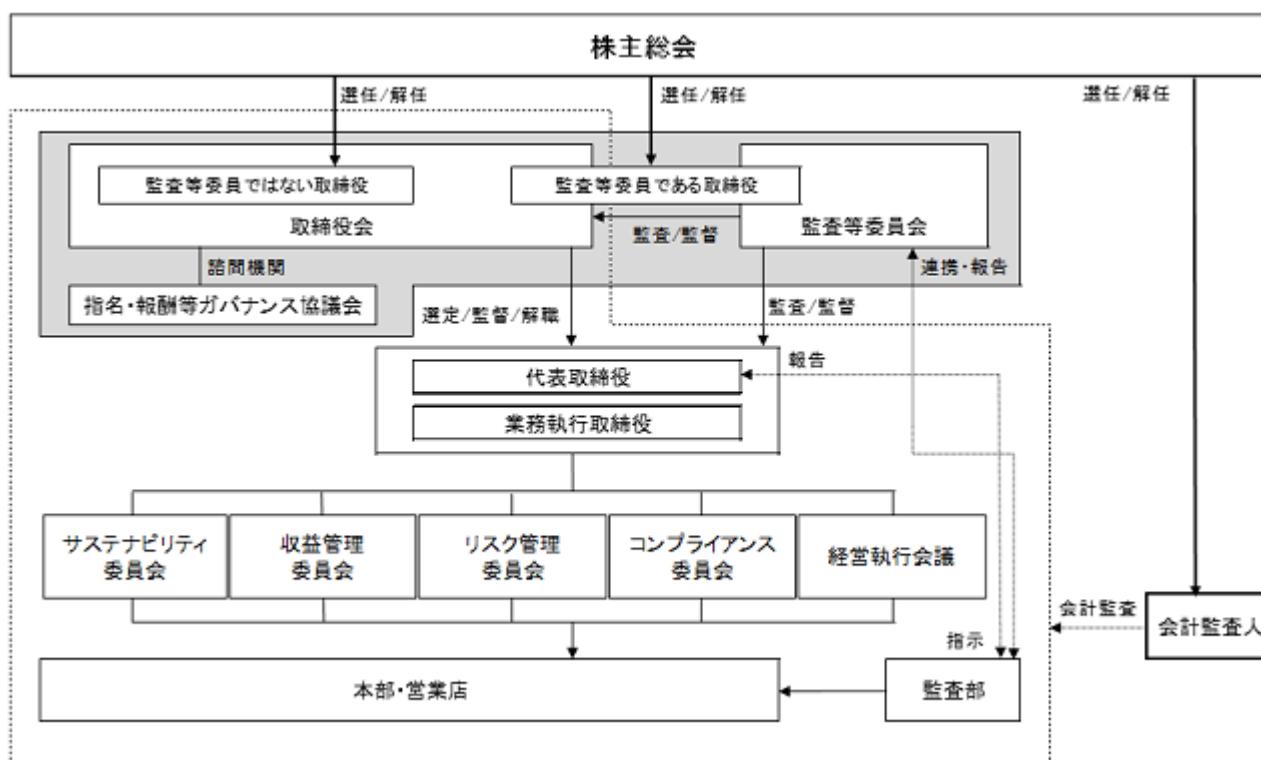 株主総会
選任/解任
選任/解任
選任/解任
監査等委員ではない取締役
監査等委員である取締役
取締役会
監査/監督
監査等委員会
諮問機関
連携・報告
指名・報酬等ガバナンス協議会
選定/監督/解職
監査/監督
報告
代表取締役
業務執行取締役
サステナビリティ
委員会
収益管理
委員会
リスク管理
委員会
コンプライアンス
委員会
経営執行会議
会計監査
会計監査人
指示
本部・営業店
監査部